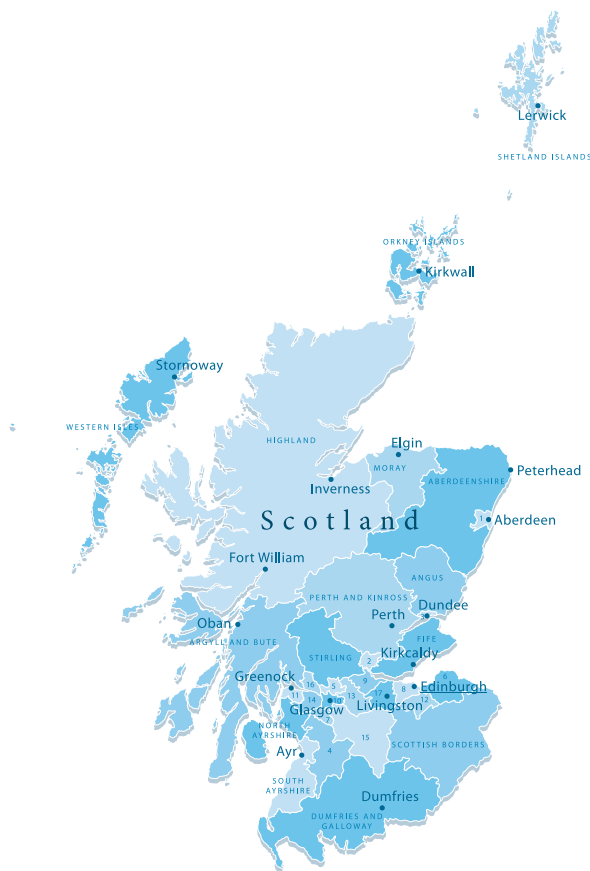 Lerwick
SHETLAND ISLANDS
ORKNEY ISLANDS
Kirkwall
Stornoway
WESTERN ISLES
HIGHLAND
Elgin
MORAY
Peterhead
ABERDEENSHIRE
Inverness
Scotland
1
Aberdeen
Fort William
ANGUS
PERTH AND KINROSS
Dundee
3
Perth
Oban
FIFE
ARGYLL AND BUTE
Kirkcaldy
STIRLING
2
Greenock
16
5
9
6
Edinburgh
11
14
10
13
17
8
12
Glasgow
Livingston
7
NORTH
AYRSHIRE
15
SCOTTISH BORDERS
Ayr
4
SOUTH
AYRSHIRE
Dumfries
DUMFRIES AND
GALLOWAY